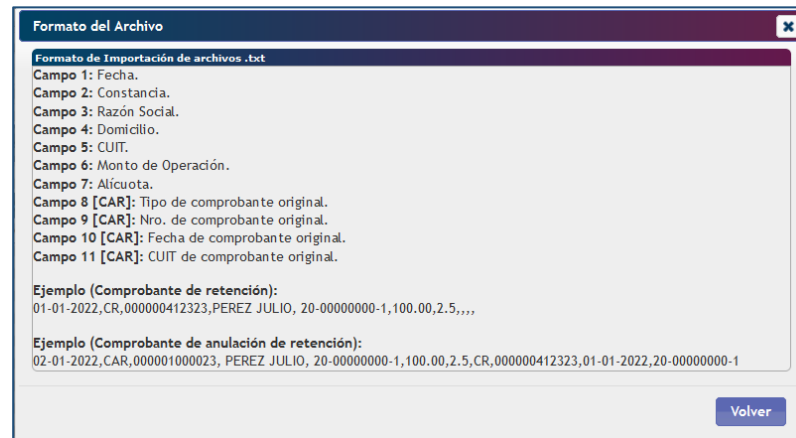 Formato del Archivo
Formato de Importación de archivos .txt
Campo 1: Fecha.
Campo 2: Constancia.
Campo 3: Razón Social.
Campo 4: Domicilio.
Campo 5: CUIT.
Campo 6: Monto de Operación.
Campo 7: Alícuota.
Campo 8 [CAR]: Tipo de comprobante original.
Campo 9 [CAR]: Nro. de comprobante original.
Campo 10 [CAR]: Fecha de comprobante original.
Campo 11 [CAR]: CUIT de comprobante original.
Ejemplo (Comprobante de retención):
01-01-2022,CR,000000412323,PEREZ JULIO, 20-00000000-1,100.00,2.5,,,,
Ejemplo (Comprobante de anulación de retención):
02-01-2022,CAR,000001000023, PEREZ JULIO, 20-00000000-1,100.00,2.5,CR,000000412323,01-01-2022,20-00000000-1
Volver